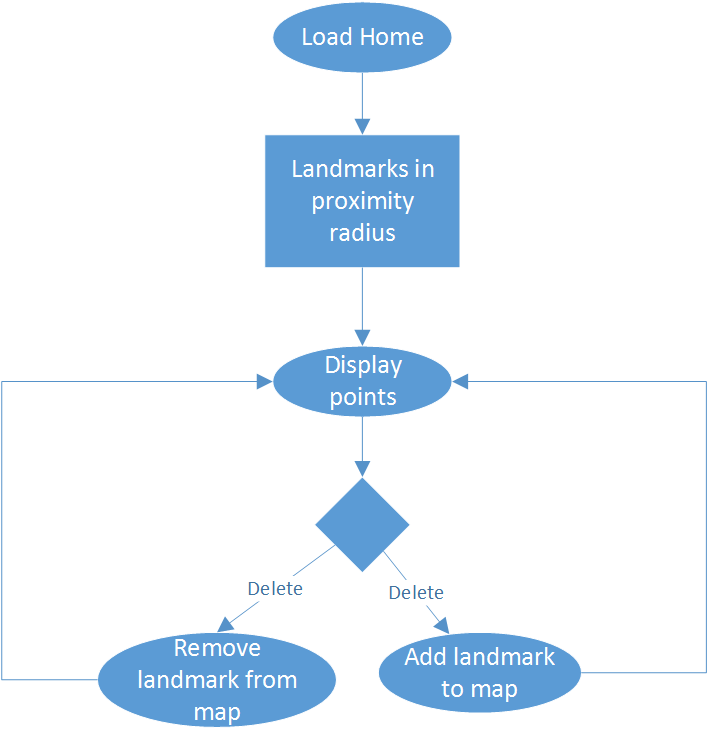 Load Home
Landmarks in
proximity
radius
Display
points
Delete
Delete
Remove
landmark from
map
Add landmark
to map